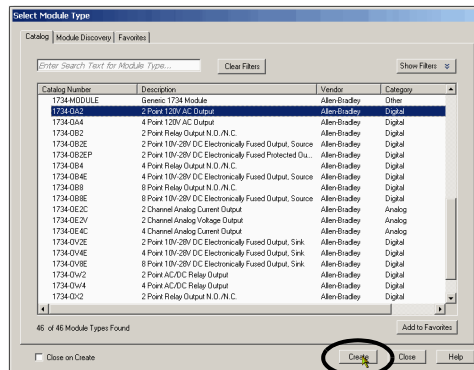 Select Module Type
Catalog Module Discovery Favorites
Enter Search Text for Module Type... Clear Filters Show Filters
Catalog Number Description Vendor Category
1734-MODULE Generic 1734 Module Allen-Bradley Other
1734-OA2 2 Point 120V AC Output Allen-Bradley Digital
1734-OA4 4 Point 120V AC Output Allen-Bradley Digital
1734-OB2 2 Point Relay Output N.O./N.C. Allen-Bradley Digital
1734-OB2E 2 Point 10V-28V DC Electronically Fused Output, Source Allen-Bradley Digital
1734-OB2EP 2 Point 10V-28V DC Electronically Fused Protected Ou... Allen-Bradley Digital
1734-OB4 4 Point Relay Output N.O./N.C. Allen-Bradley Digital
1734-OB4E 4 Point 10V-28V DC Electronically Fused Output, Source Allen-Bradley Digital
1734-OB8 8 Point Relay Output N.O./N.C. Allen-Bradley Digital
1734-OB8E 8 Point 10V-28V DC Electronically Fused Output, Source Allen-Bradley Digital
1734-OE2C 2 Channel Analog Current Output Allen-Bradley Analog
1734-OE2V 2 Channel Analog Voltage Output Allen-Bradley Analog
1734-OE4C 4 Channel Analog Current Output Allen-Bradley Analog
1734-OV2E 2 Point 10V-28V DC Electronically Fused Output, Sink Allen-Bradley Digital
1734-OV4E 4 Point 10V-28V DC Electronically Fused Output, Sink Allen-Bradley Digital
1734-OV8E 8 Point 10V-28V DC Electronically Fused Output, Sink Allen-Bradley Digital
1734-OW2 2 Point AC/DC Relay Output Allen-Bradley Digital
1734-OW4 4 Point AC/DC Relay Output Allen-Bradley Digital
1734-OX2 2 Point Relay Output N.O./N.C. Allen-Bradley Digital
46 of 46 Module Types Found Add to Favorites
Close on Create Create Close Help